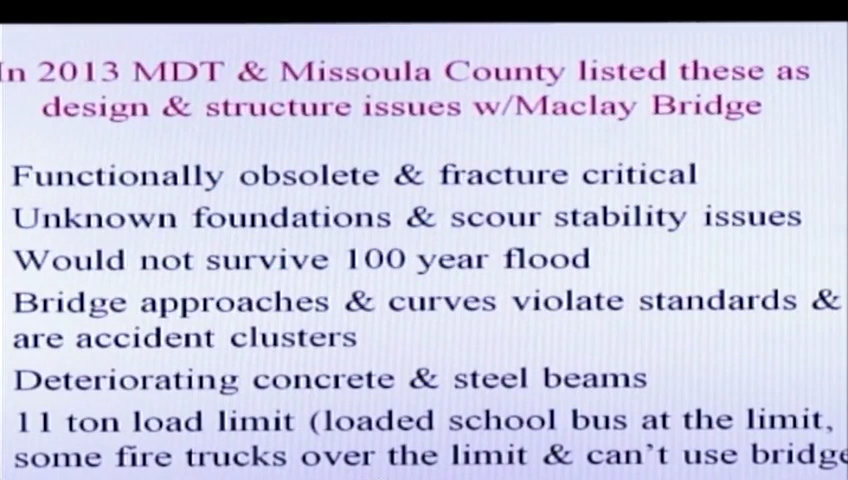 In 2013 MDT & Missoula County listed these as
design & structure issues w/Maclay Bridge
Functionally obsolete & fracture critical
Unknown foundations & scour stability issues
Would not survive 100 year flood
Bridge approaches & curves violate standards &
are accident clusters
Deteriorating concrete & steel beams
11 ton load limit (loaded school bus at the limit,
some fire trucks over the limit & can't use bridge